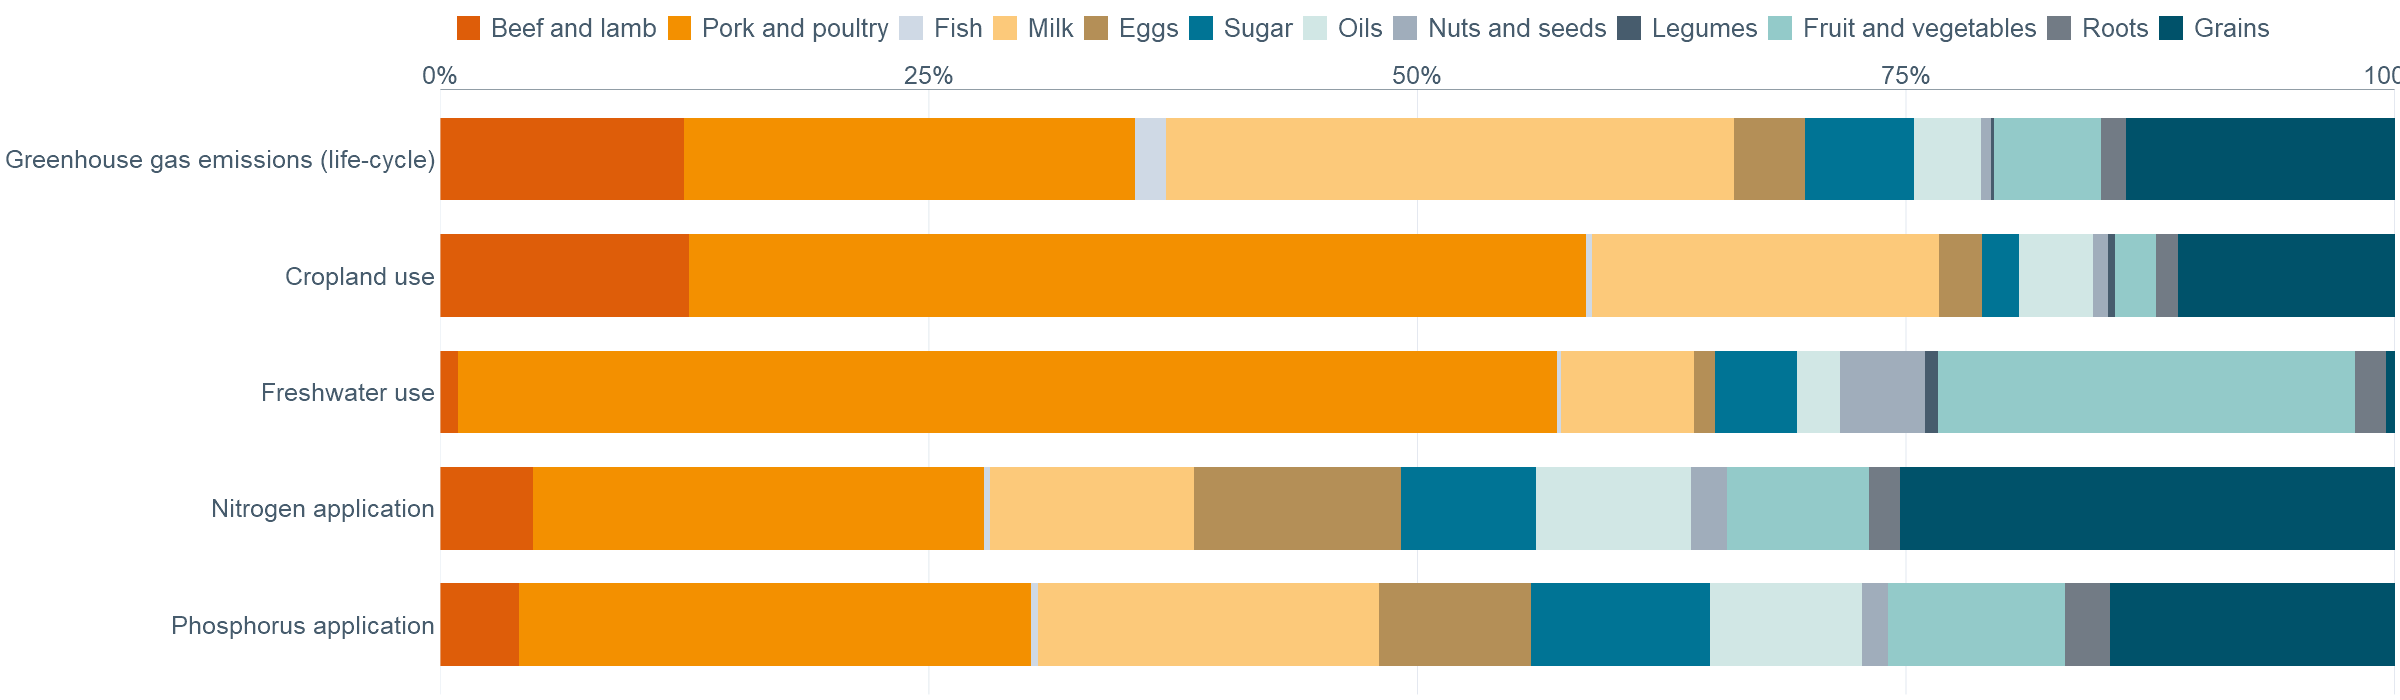 Beef and lamb Pork and poultry Fish Milk Eggs Sugar Oils Nuts and seeds Legumes Fruit and vegetables Roots Grains
0% 25% 50% 75% 100
Greenhouse gas emissions (life-cycle)
Cropland use
Freshwater use
Nitrogen application
Phosphorus application